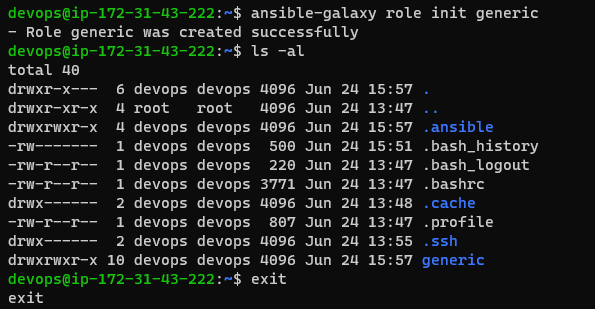 devops@ip-172-31-43-222:~$ ansible-galaxy role init generic
- Role generic was created successfully
devops@ip-172-31-43-222:~$ ls -al
total 40
drwxr-x---  6 devops devops 4096 Jun 24 15:57 .
drwxr-xr-x  4 root   root   4096 Jun 24 13:47 ..
drwxrwxr-x  4 devops devops 4096 Jun 24 15:57 .ansible
-rw-------  1 devops devops  500 Jun 24 15:51 .bash_history
-rw-r--r--  1 devops devops  220 Jun 24 13:47 .bash_logout
-rw-r--r--  1 devops devops 3771 Jun 24 13:47 .bashrc
drwx------  2 devops devops 4096 Jun 24 13:48 .cache
-rw-r--r--  1 devops devops  807 Jun 24 13:47 .profile
drwx------  2 devops devops 4096 Jun 24 13:55 .ssh
drwxrwxr-x 10 devops devops 4096 Jun 24 15:57 generic
devops@ip-172-31-43-222:~$ exit
exit